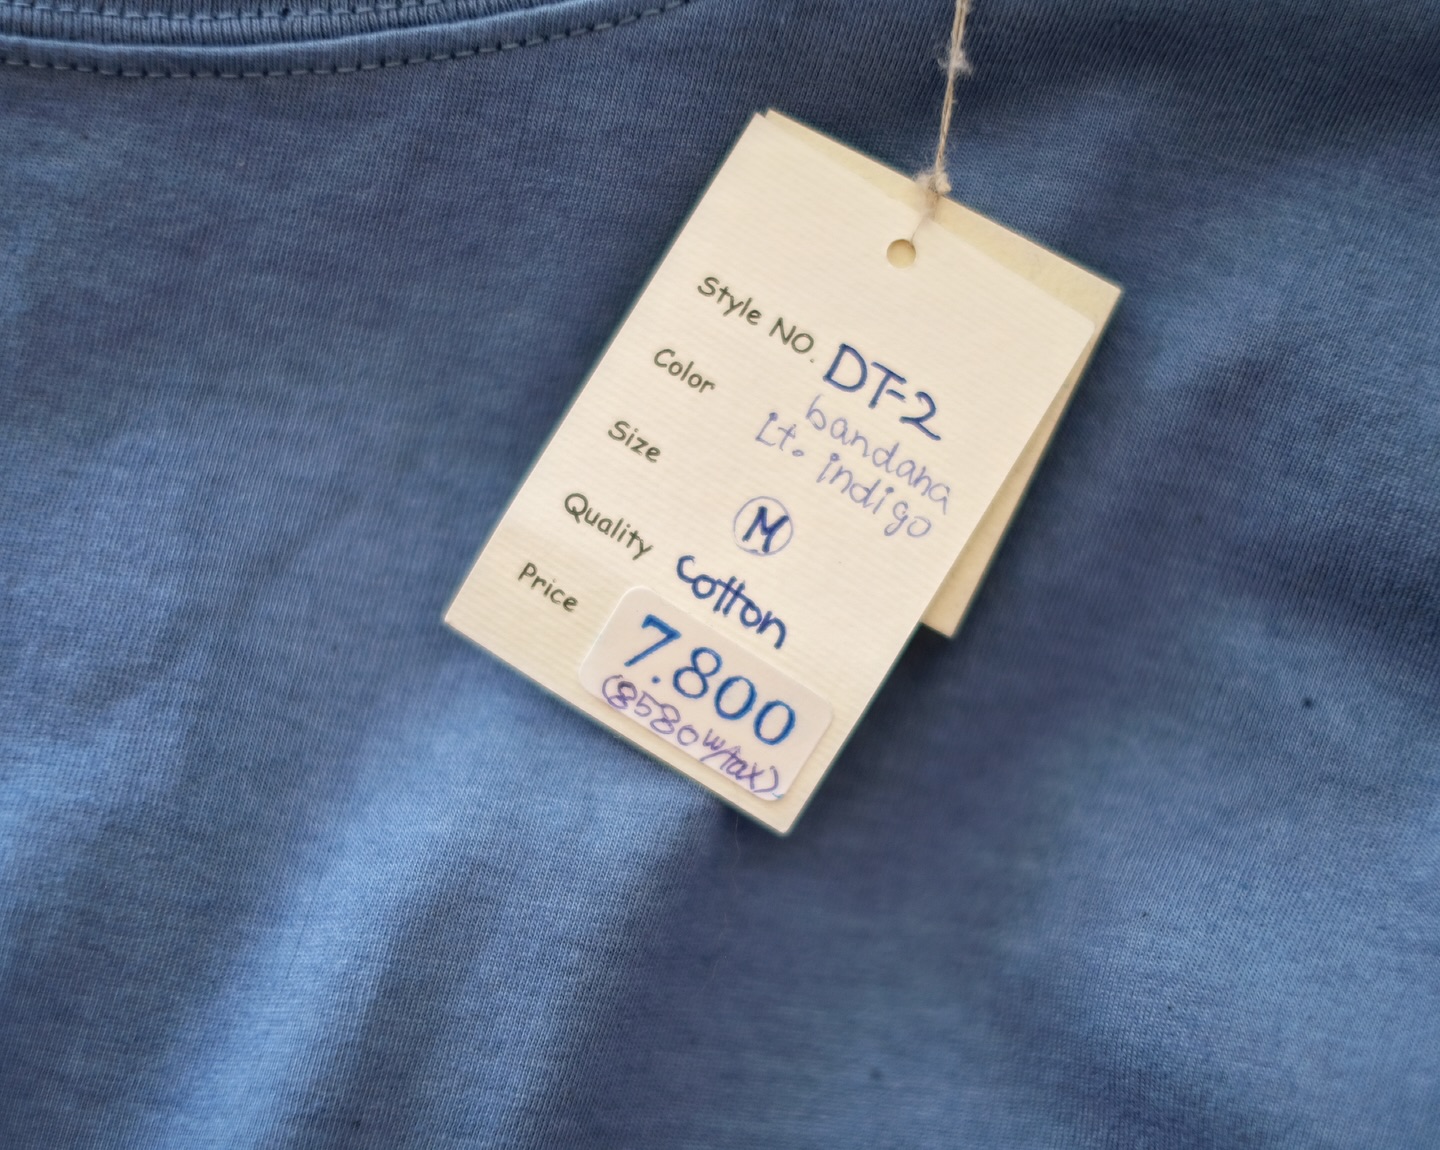 Style NO. DT-2
Color bandana
Lt. indigo
Size M
Quality cotton
Price 7.800
(8580 w/tax)